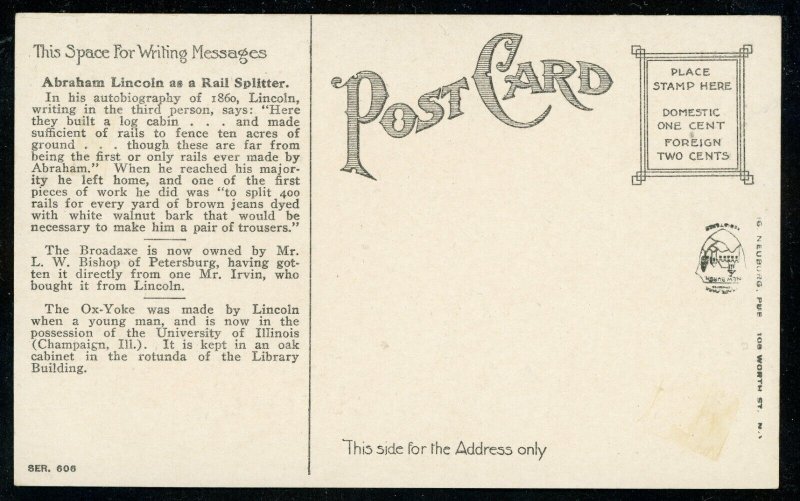 This Space For Writing Messages
Abraham Lincoln as a Rail Splitter.
In his autobiography of 1860, Lincoln,
writing in the third person, says: "Here
they built a log cabin . . . and made
sufficient of rails to fence ten acres of
ground . . . though these are far from
being the first or only rails ever made by
Abraham." When he reached his major-
ity he left home, and one of the first
pieces of work he did was "to split 400
rails for every yard of brown jeans dyed
with white walnut bark that would be
necessary to make him a pair of trousers."
The Broadaxe is now owned by Mr.
L. W. Bishop of Petersburg, having got-
ten it directly from one Mr. Irvin, who
bought it from Lincoln.
The Ox-Yoke was made by Lincoln
when a young man, and is now in the
possession of the University of Illinois
(Champaign, Ill.). It is kept in an oak
cabinet in the rotunda of the Library
Building.
SER. 606
POST CARD
PLACE
STAMP HERE
DOMESTIC
ONE CENT
FOREIGN
TWO CENTS
NEUBURG, PUB 108 WORTH ST. N.Y
This side for the Address only